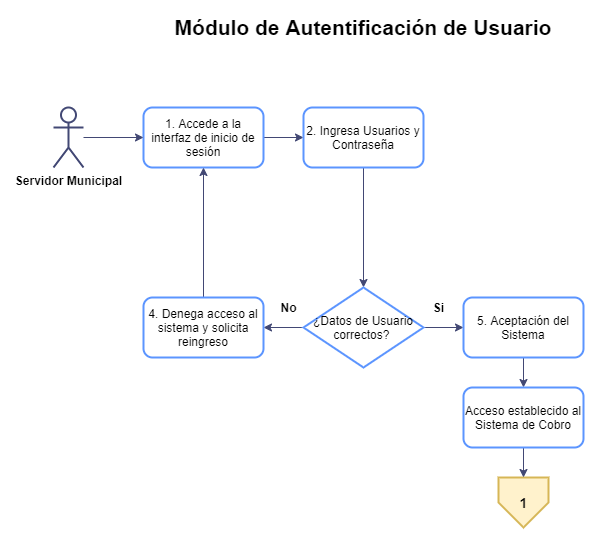 Módulo de Autentificación de Usuario
1. Accede a la
interfaz de inicio de
sesión
2. Ingresa Usuarios y
Contraseña
Servidor Municipal
4. Denega acceso al
sistema y solicita
reingreso
No
¿Datos de Usuario
correctos?
Si
5. Aceptación del
Sistema
Acceso establecido al
Sistema de Cobro
1